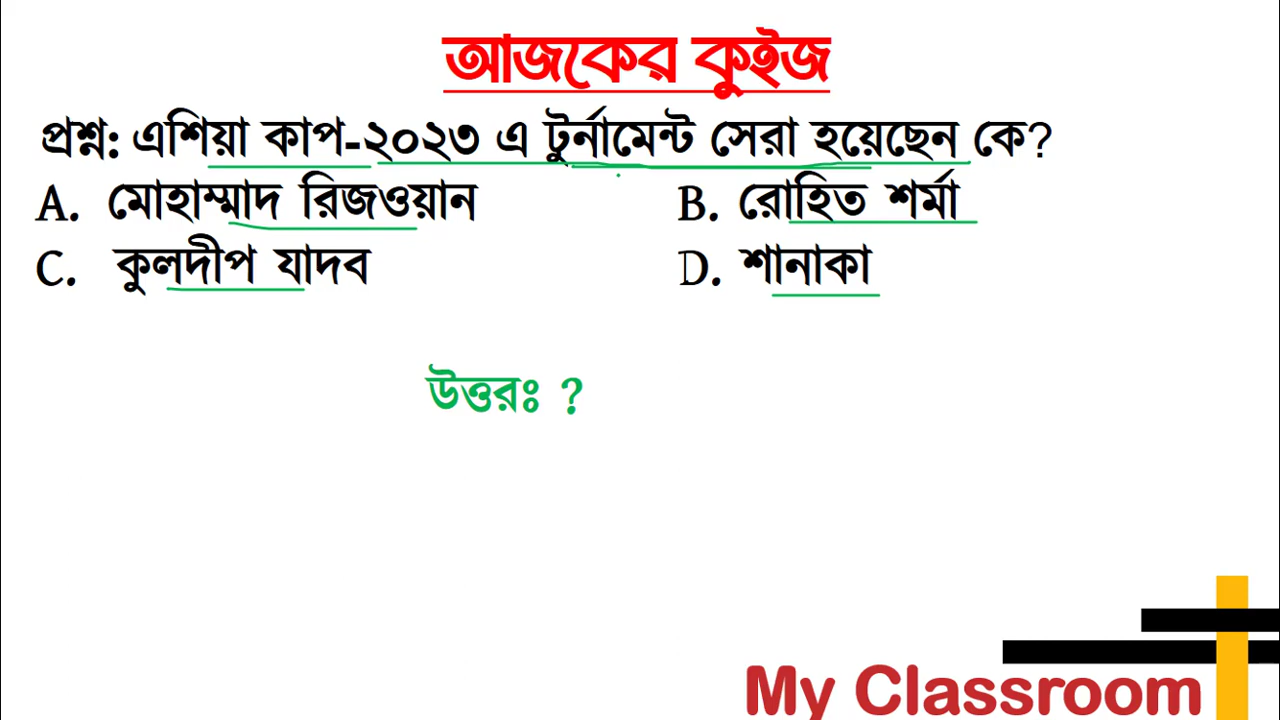 আজকের কুইজ
প্রশ্ন: এশিয়া কাপ-২০২৩ এ টুর্নামেন্ট সেরা হয়েছেন কে?
A. মোহাম্মাদ রিজওয়ান B. রোহিত শর্মা
C. কুলদীপ যাদব D. শানাকা
উত্তরঃ ?
My Classroom